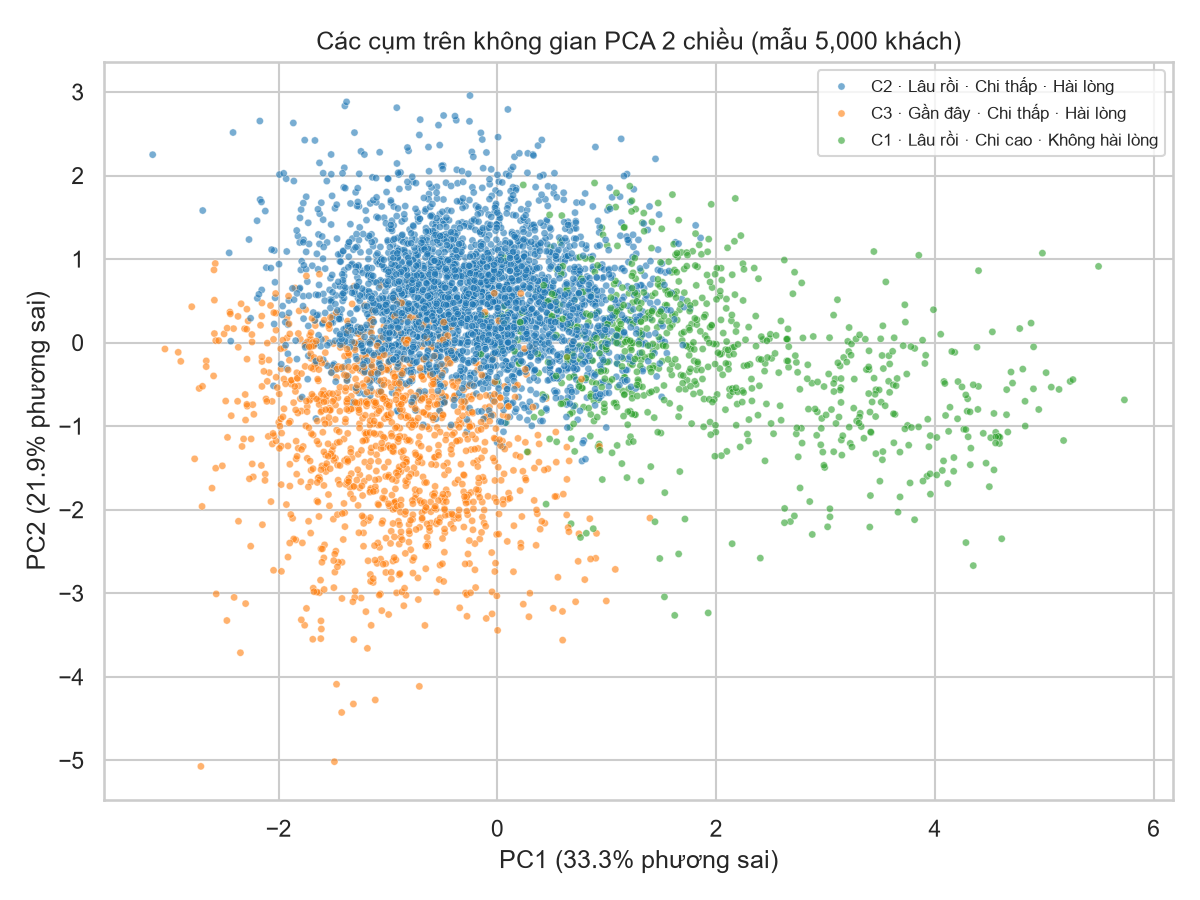 Các cụm trên không gian PCA 2 chiều (mẫu 5,000 khách)
C2 · Lâu rồi · Chi thấp · Hài lòng
C3 · Gần đây · Chi thấp · Hài lòng
C1 · Lâu rồi · Chi cao · Không hài lòng
3
2
1
0
−1
−2
−3
−4
−5
PC2 (21.9% phương sai)
−2
0
2
4
6
PC1 (33.3% phương sai)